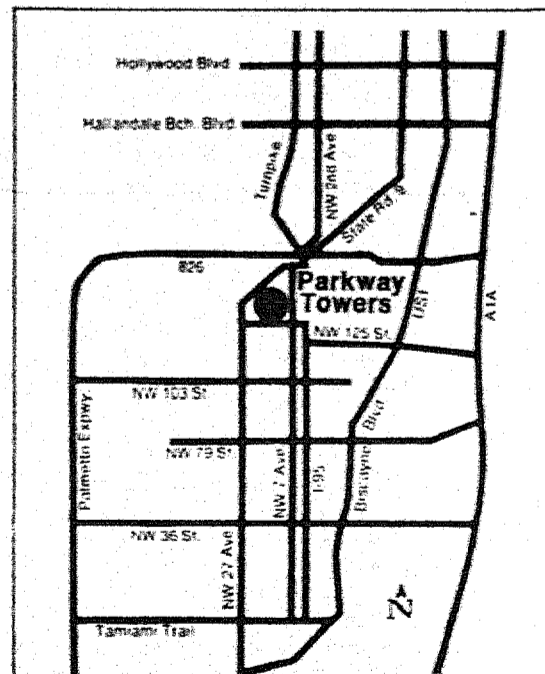 Hollywood Blvd
Hallandale Bch. Blvd.
Turnpike
NW 2nd Ave
State Rd. 9
826
Parkway
Towers
US1
A1A
NW 125 St.
NW 103 St.
Palmetto Expwy.
NW 79 St.
NW 7 Ave
I-95
Biscayne Blvd
NW 36 St.
NW 27 Ave
Tamiami Trail
N